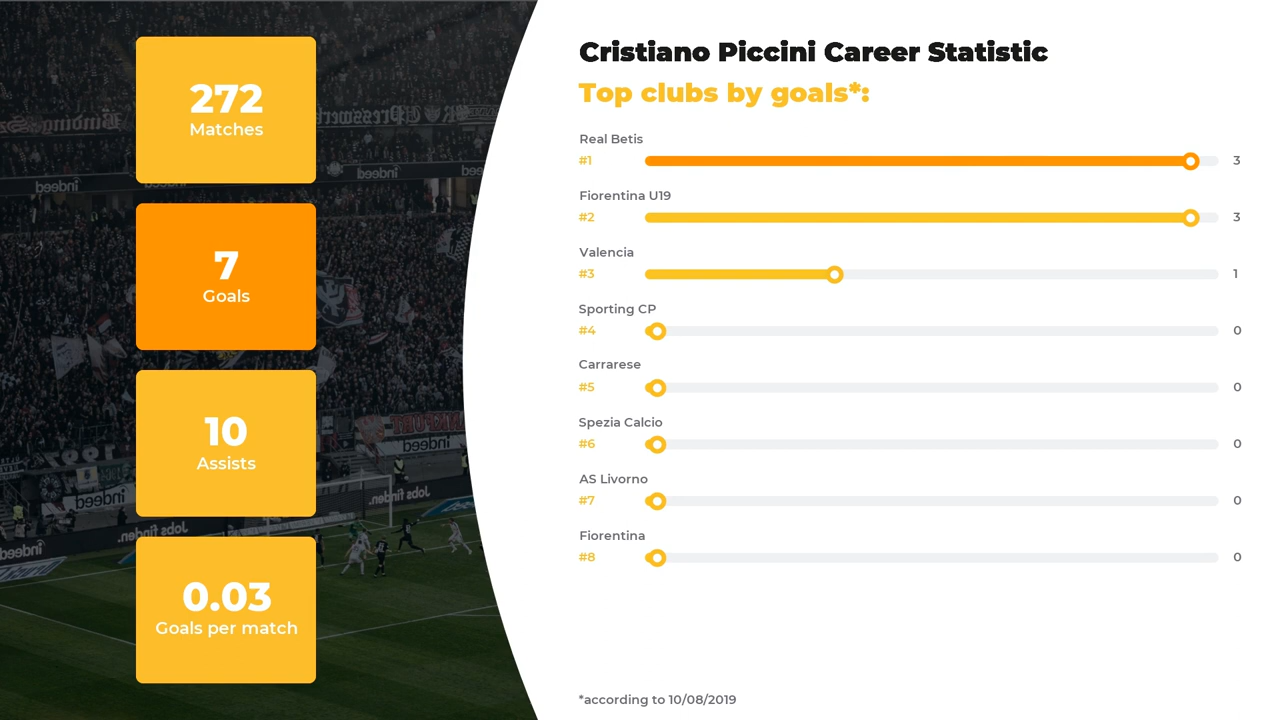 272
Matches
7
Goals
10
Assists
0.03
Goals per match
Cristiano Piccini Career Statistic
Top clubs by goals*:
Real Betis
#1 3
Fiorentina U19
#2 3
Valencia
#3 1
Sporting CP
#4 0
Carrarese
#5 0
Spezia Calcio
#6 0
AS Livorno
#7 0
Fiorentina
#8 0
*according to 10/08/2019